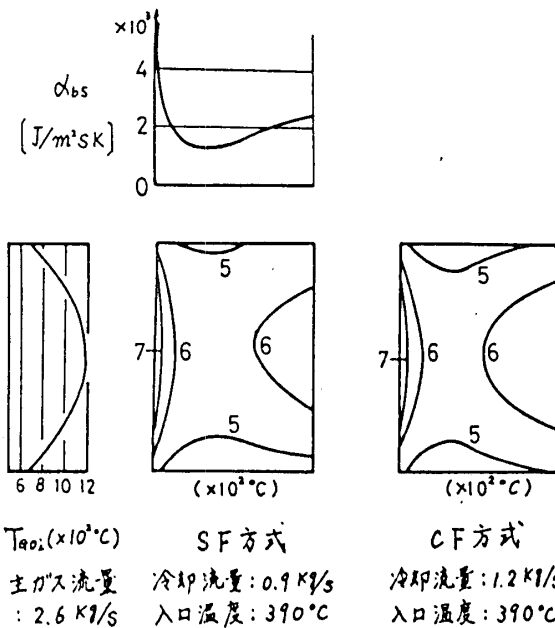 ×10³
4
α_bs
[J/m²sK]
2
0
5
7 6 6
5
5
7 6 6
5
6 8 10 12
(×10²℃)
(×10²℃)
Tgoi(×10²℃)
SF方式
CF方式
主ガス流量
冷却流量:0.9 Kg/s
冷却流量:1.2 Kg/s
:2.6 Kg/s
入口温度:390℃
入口温度:390℃